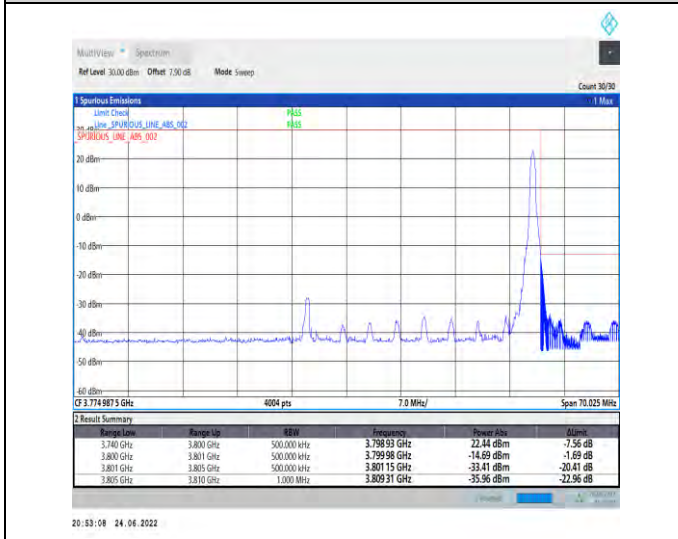 MultiView Spectrum
Ref Level 30.00 dBm Offset 7.90 dB Mode Sweep
Count 30/30
1 Spurious Emissions 1 Max
Limit Check PASS
Line _SPURIOUS_LINE_ABS_002 PASS
_SPURIOUS_LINE_ABS_002
20 dBm
10 dBm
0 dBm
-10 dBm
-20 dBm
-30 dBm
-40 dBm
-50 dBm
-60 dBm
CF 3.774 987 5 GHz 4004 pts 7.0 MHz/ Span 70.025 MHz
2 Result Summary
Range Low Range Up RBW Frequency Power Abs ΔLimit
3.740 GHz 3.800 GHz 500.000 kHz 3.798 93 GHz 22.44 dBm -7.56 dB
3.800 GHz 3.801 GHz 500.000 kHz 3.799 98 GHz -14.69 dBm -1.69 dB
3.801 GHz 3.805 GHz 500.000 kHz 3.801 15 GHz -33.41 dBm -20.41 dB
3.805 GHz 3.810 GHz 1.000 MHz 3.809 31 GHz -35.96 dBm -22.96 dB
20:53:08 24.06.2022